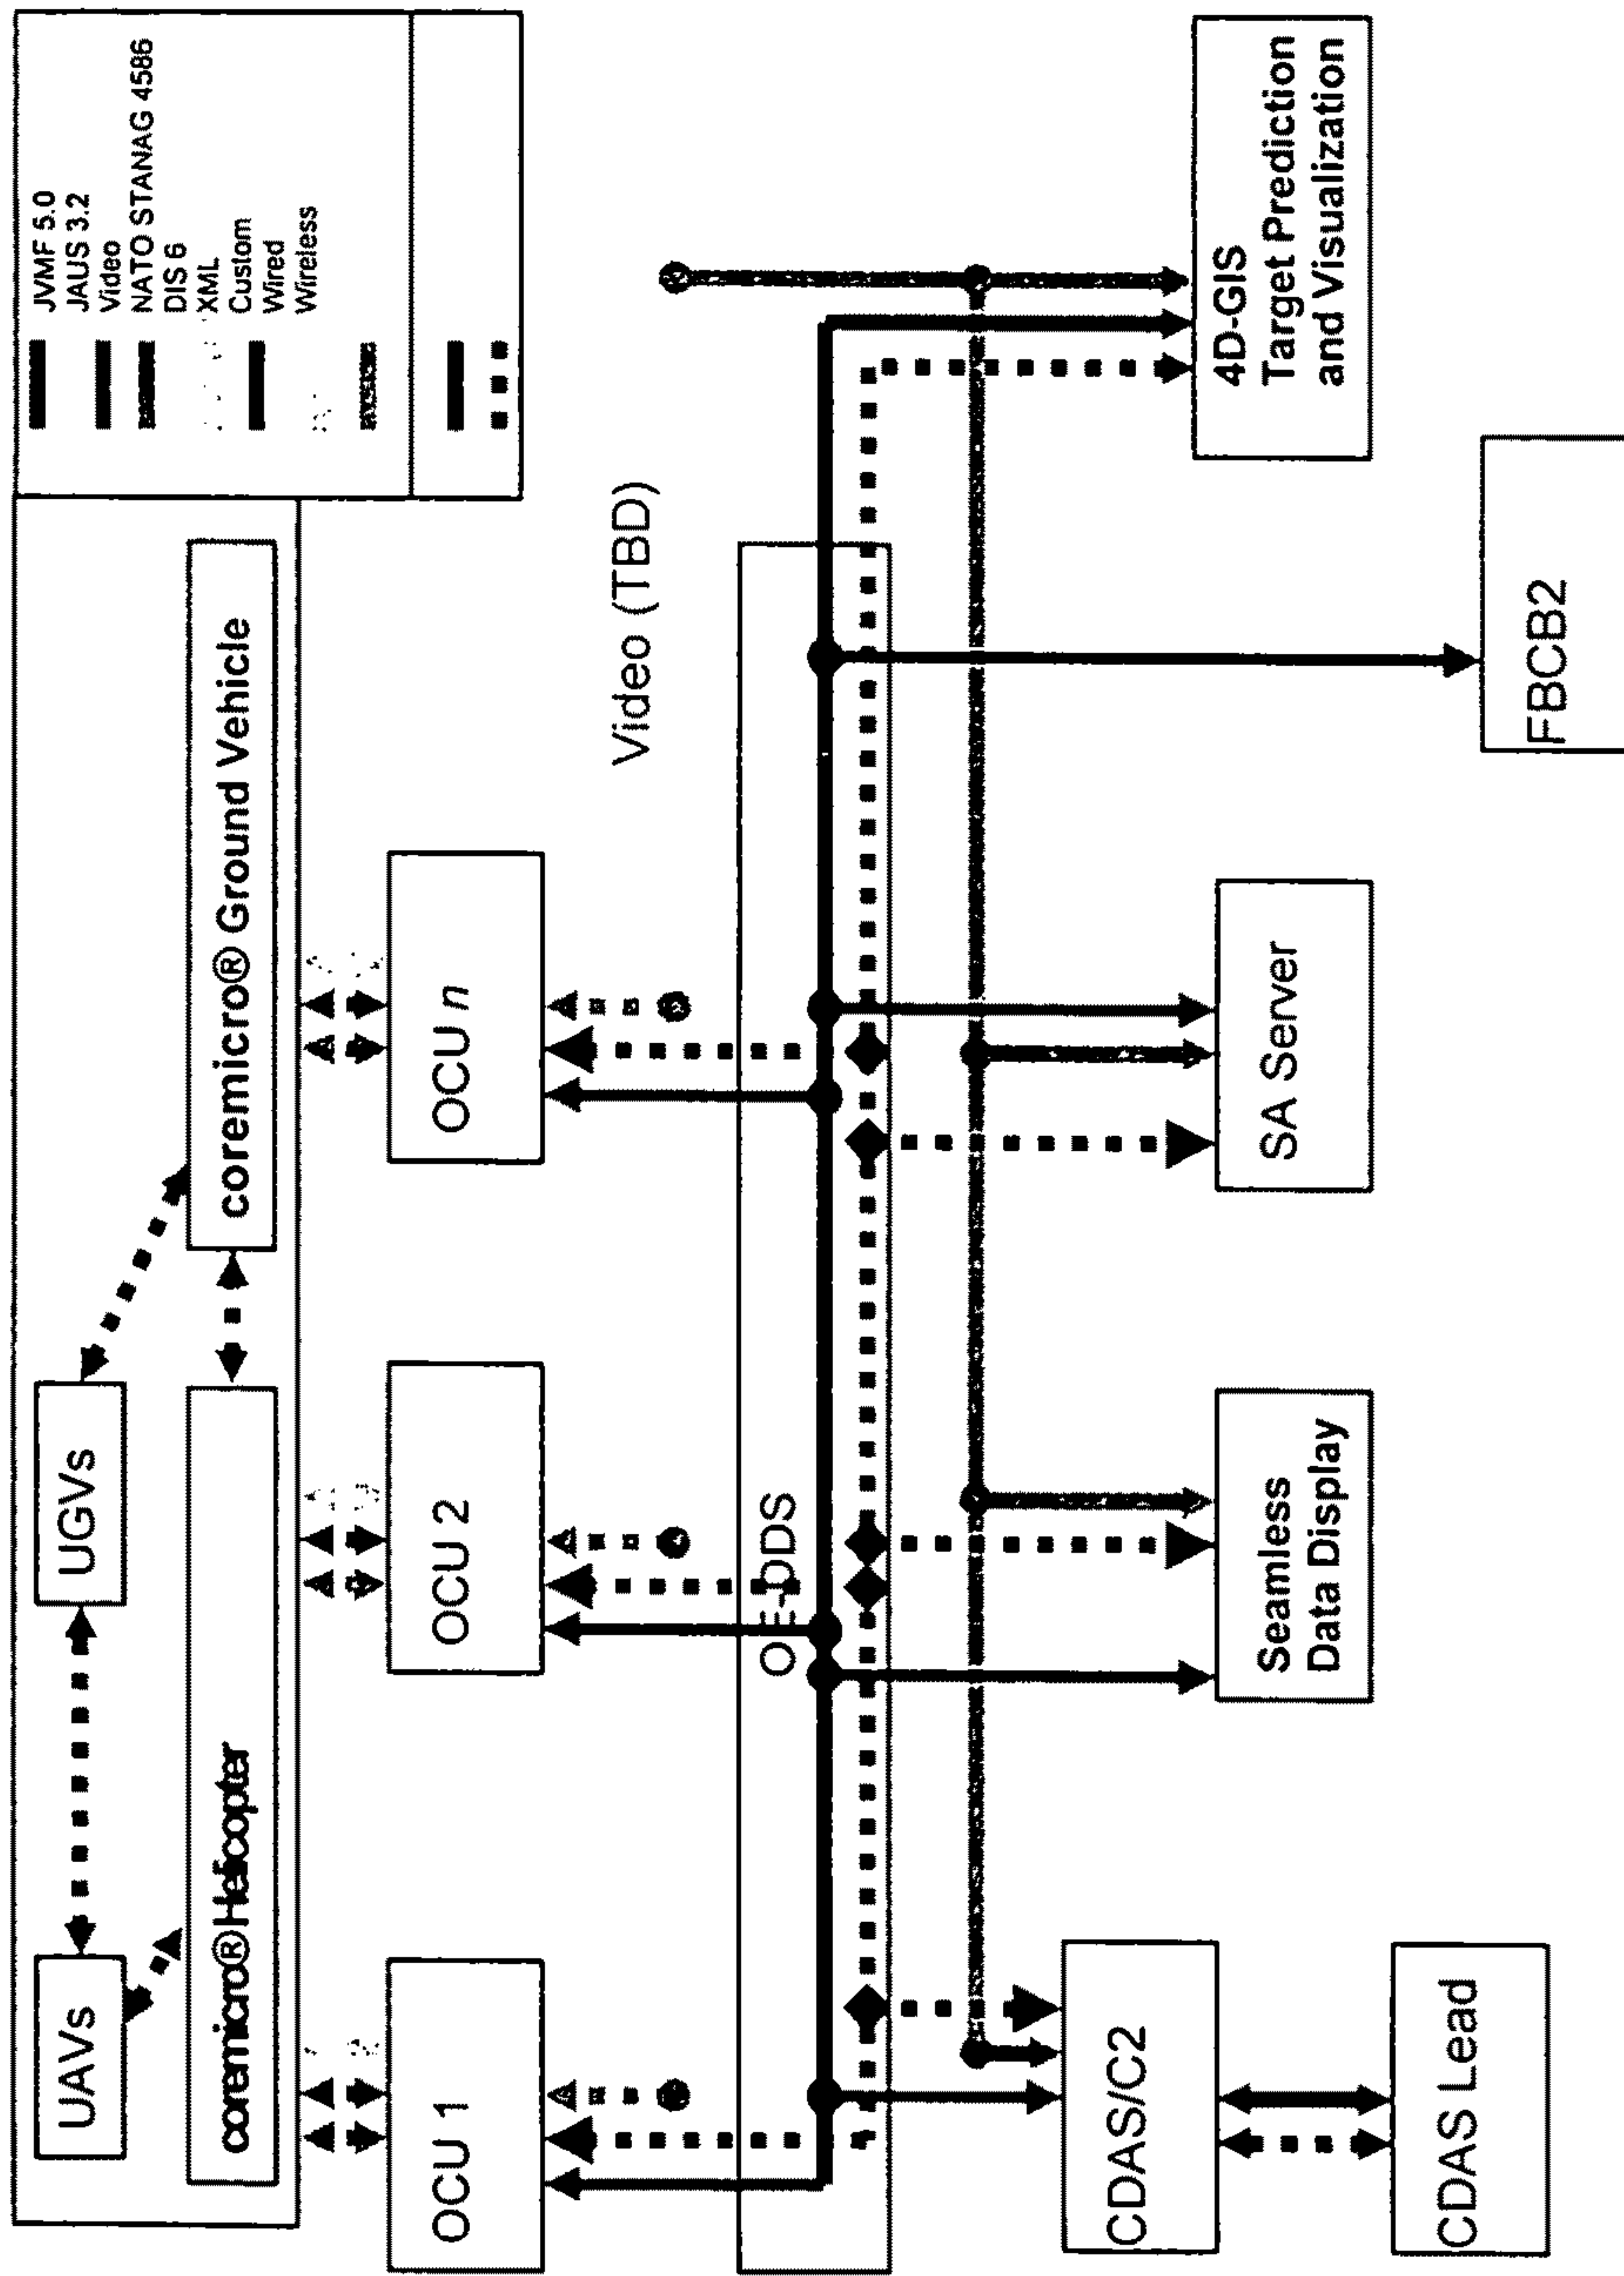 UAVs
UGVs
coremicro® Helicopter
coremicro® Ground Vehicle
JVMF 5.0
JAUS 3.2
Video
NATO STANAG 4586
DIS 6
XML
Custom
Wired
Wireless
OCU 1
OCU 2
OCU n
Video (TBD)
OE-DDS
CDAS/C2
Seamless
Data Display
SA Server
4D-GIS
Target Prediction
and Visualization
CDAS Lead
FBCB2